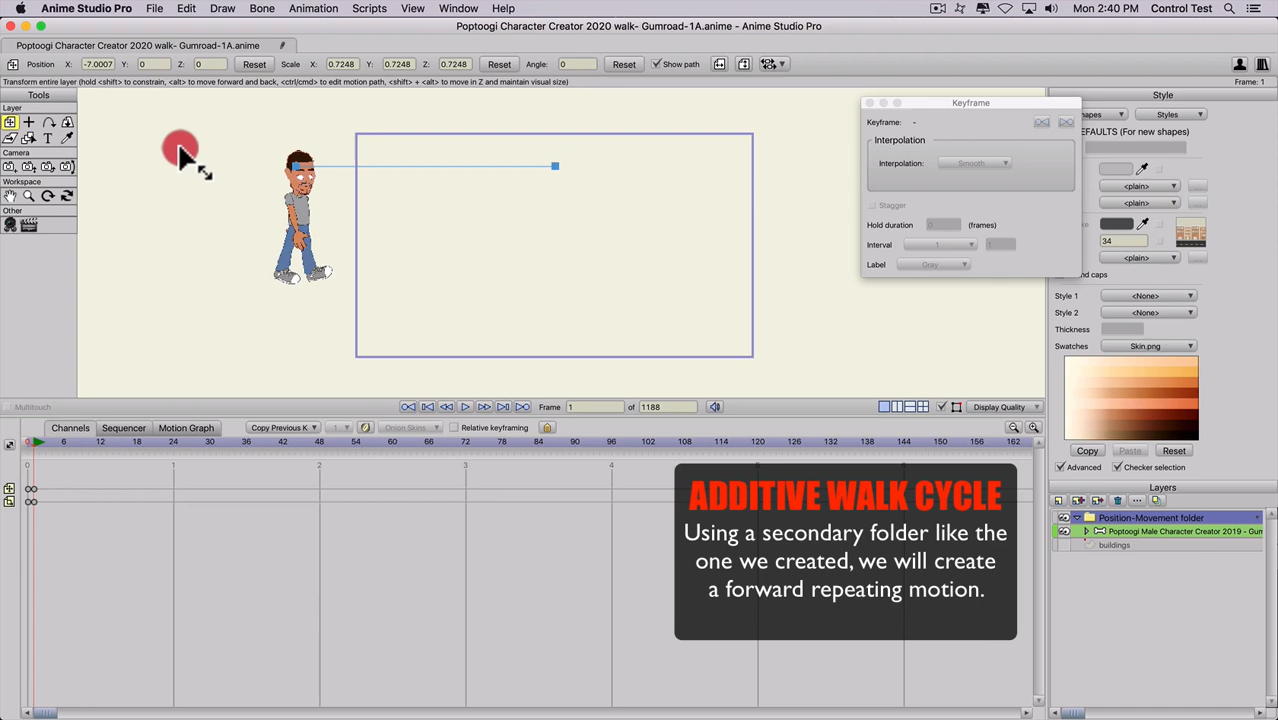 Anime Studio Pro File Edit Draw Bone Animation Scripts View Window Help Mon 2:40 PM Control Test
Poptoogi Character Creator 2020 walk- Gumroad-1A.anime - Anime Studio Pro
Poptoogi Character Creator 2020 walk- Gumroad-1A.anime
Position X: -7.0007 Y: 0 Z: 0 Reset Scale X: 0.7248 Y: 0.7248 Z: 0.7248 Reset Angle: 0 Reset Show path
Transform entire layer (hold <shift> to constrain, <alt> to move forward and back, <ctrl/cmd> to edit motion path, <shift> + <alt> to move in Z and maintain visual size) Frame: 1
Tools
Layer
Camera
Workspace
Other
Keyframe
Keyframe: -
Interpolation
Interpolation: Smooth
Stagger
Hold duration 0 (frames)
Interval 1 1
Label Gray
Style
Styles
DEFAULTS (For new shapes)
<plain>
<plain>
34
<plain>
Style 1 <None>
Style 2 <None>
Thickness
Swatches Skin.png
Copy Paste Reset
Advanced Checker selection
Multitouch Frame 1 of 1188 Display Quality
Channels Sequencer Motion Graph Copy Previous K 1 Onion Skins Relative keyframing
0 6 12 18 24 30 36 42 48 54 60 66 72 78 84 90 96 102 108 114 120 126 132 138 144 150 156 162
0 1 2 3 4
ADDITIVE WALK CYCLE
Using a secondary folder like the
one we created, we will create
a forward repeating motion.
Layers
Position-Movement folder
Poptoogi Male Character Creator 2019 - Gum
buildings